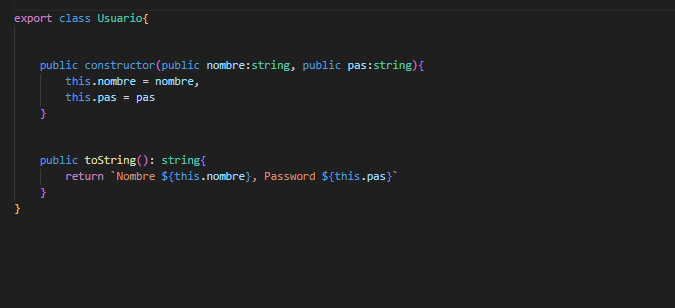 export class Usuario{
public constructor(public nombre:string, public pas:string){
this.nombre = nombre,
this.pas = pas
}
public toString(): string{
return `Nombre ${this.nombre}, Password ${this.pas}`
}
}